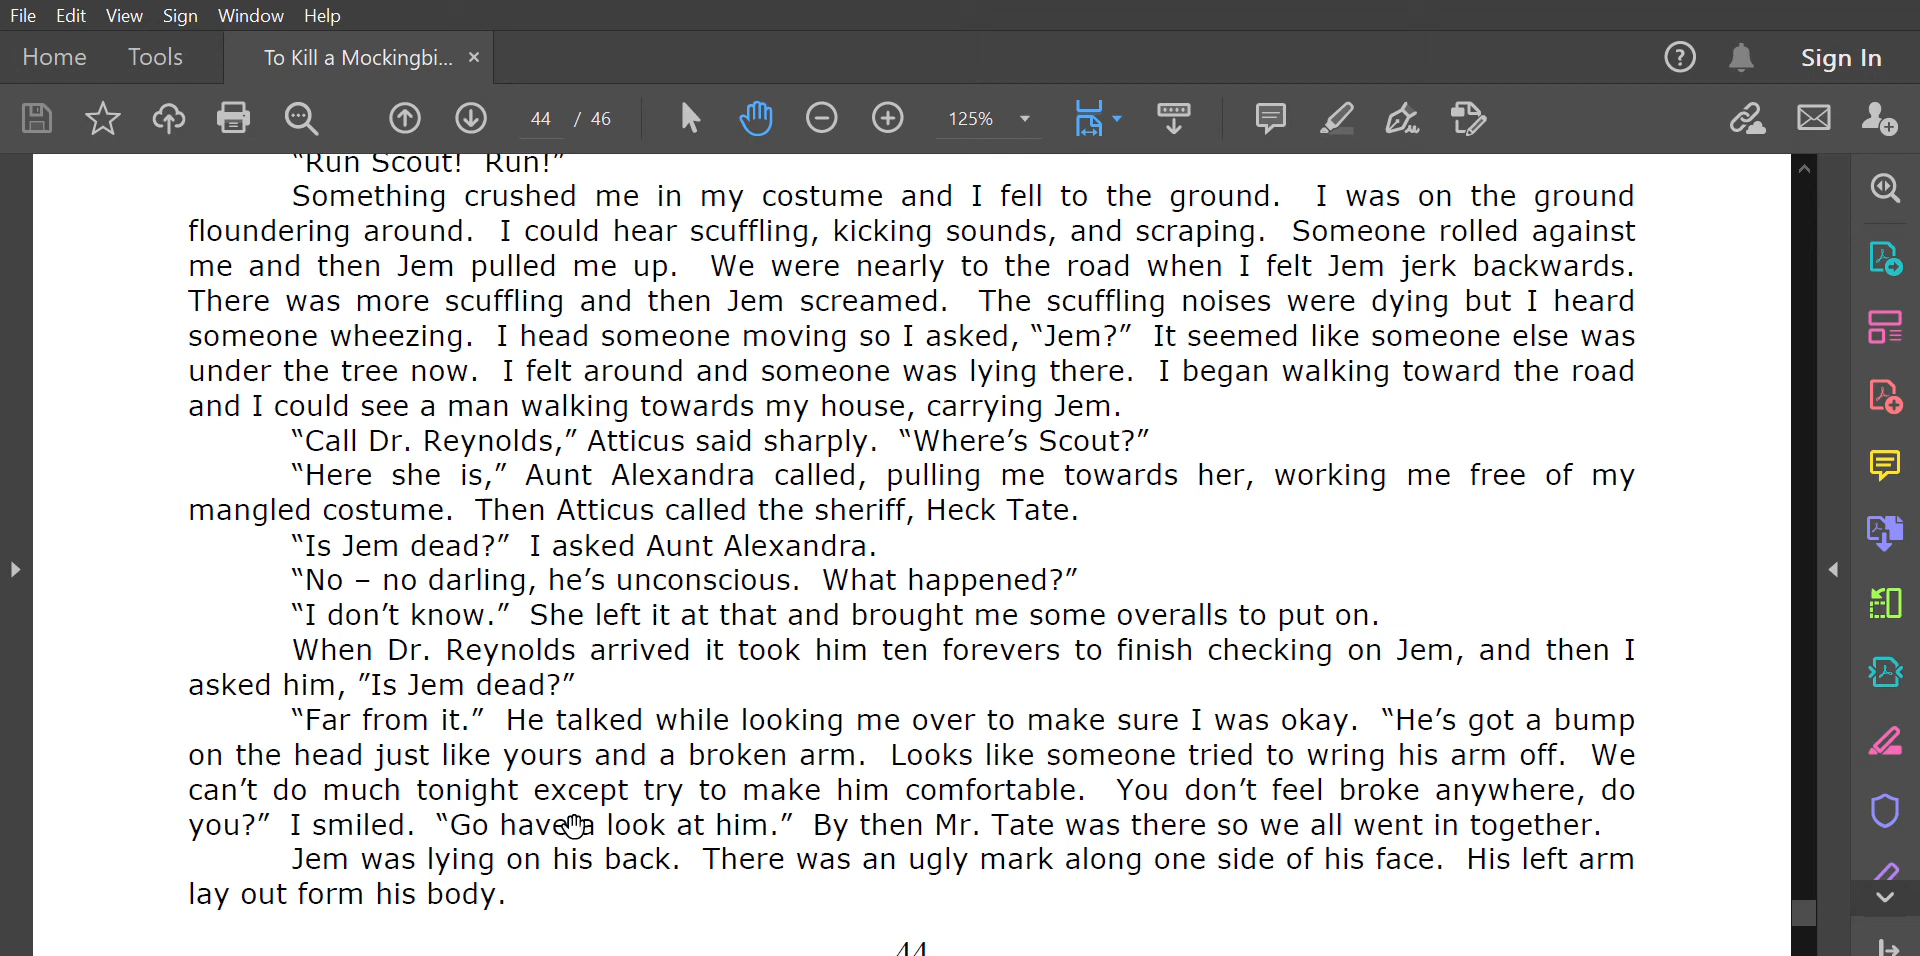 File Edit View Sign Window Help
Home Tools To Kill a Mockingbi... × Sign In
44 / 46 125%
“Run Scout! Run!”
Something crushed me in my costume and I fell to the ground. I was on the ground
floundering around. I could hear scuffling, kicking sounds, and scraping. Someone rolled against
me and then Jem pulled me up. We were nearly to the road when I felt Jem jerk backwards.
There was more scuffling and then Jem screamed. The scuffling noises were dying but I heard
someone wheezing. I head someone moving so I asked, “Jem?” It seemed like someone else was
under the tree now. I felt around and someone was lying there. I began walking toward the road
and I could see a man walking towards my house, carrying Jem.
“Call Dr. Reynolds,” Atticus said sharply. “Where’s Scout?”
“Here she is,” Aunt Alexandra called, pulling me towards her, working me free of my
mangled costume. Then Atticus called the sheriff, Heck Tate.
“Is Jem dead?” I asked Aunt Alexandra.
“No – no darling, he’s unconscious. What happened?”
“I don’t know.” She left it at that and brought me some overalls to put on.
When Dr. Reynolds arrived it took him ten forevers to finish checking on Jem, and then I
asked him, ”Is Jem dead?”
“Far from it.” He talked while looking me over to make sure I was okay. “He’s got a bump
on the head just like yours and a broken arm. Looks like someone tried to wring his arm off. We
can’t do much tonight except try to make him comfortable. You don’t feel broke anywhere, do
you?” I smiled. “Go have a look at him.” By then Mr. Tate was there so we all went in together.
Jem was lying on his back. There was an ugly mark along one side of his face. His left arm
lay out form his body.
44